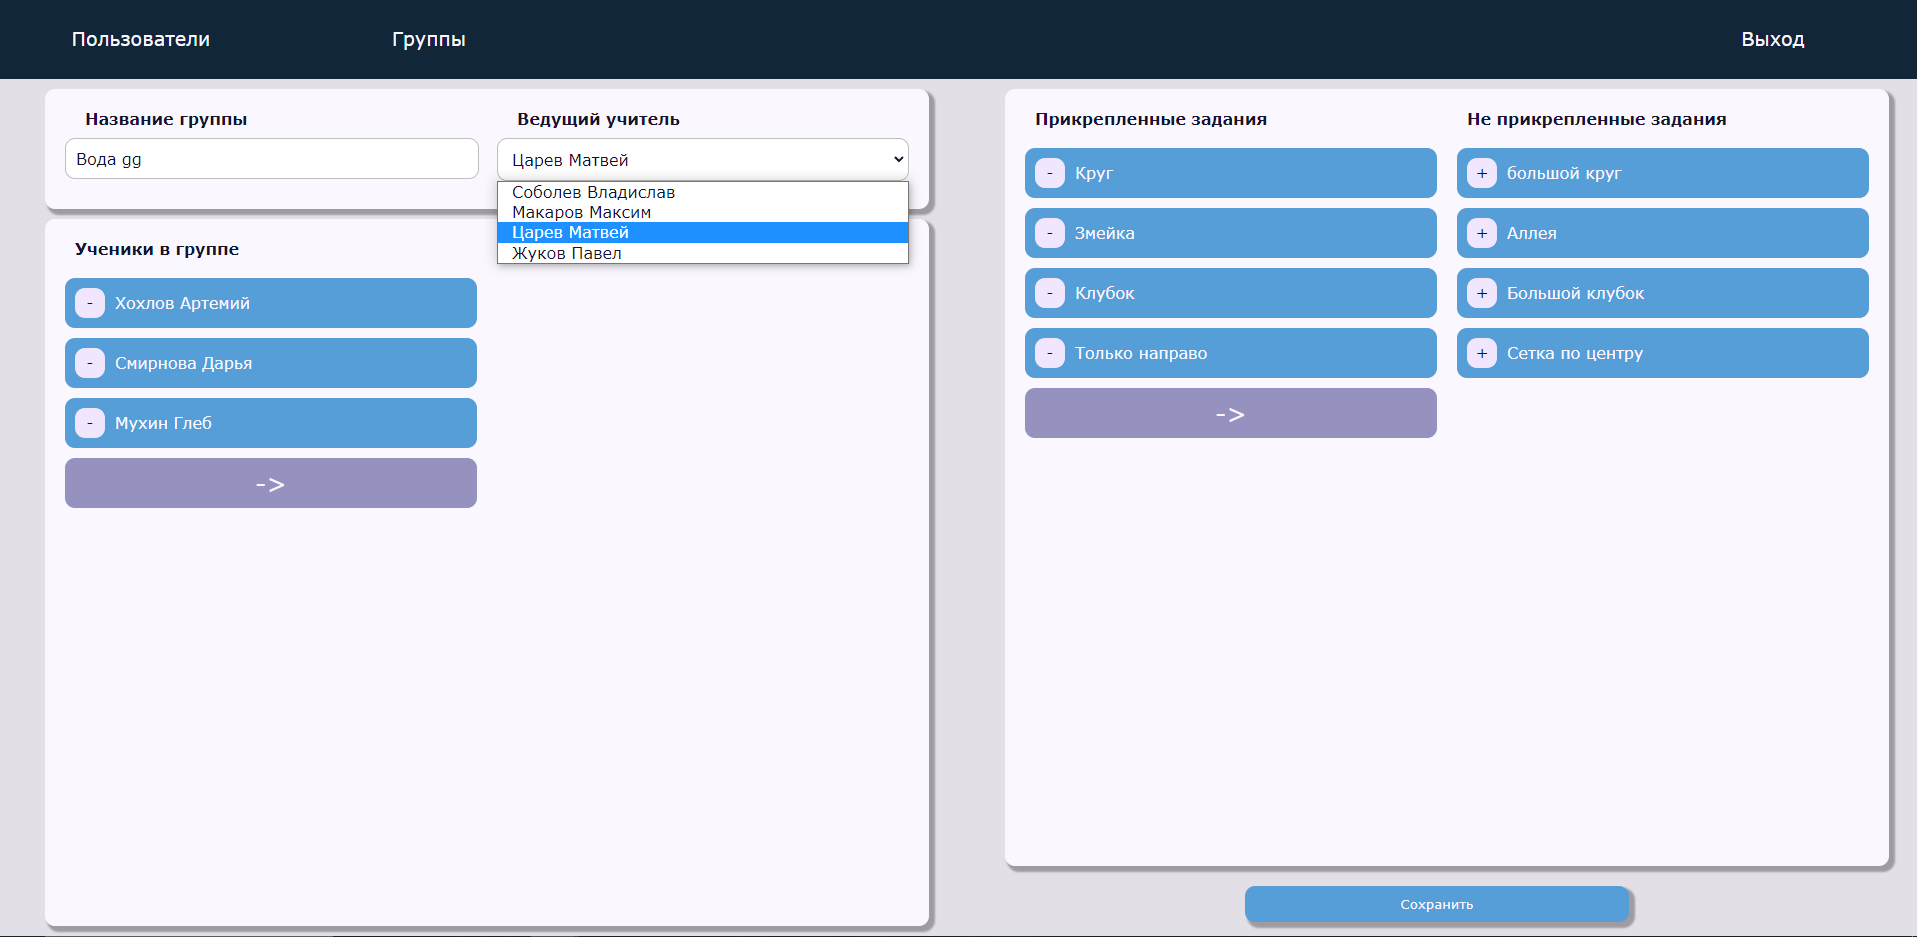 Пользователи
Группы
Выход
Название группы
Ведущий учитель
Вода gg
Царев Матвей
Соболев Владислав
Макаров Максим
Царев Матвей
Жуков Павел
Ученики в группе
- Хохлов Артемий
- Смирнова Дарья
- Мухин Глеб
->
Прикрепленные задания
- Круг
- Змейка
- Клубок
- Только направо
->
Не прикрепленные задания
+ большой круг
+ Аллея
+ Большой клубок
+ Сетка по центру
Сохранить